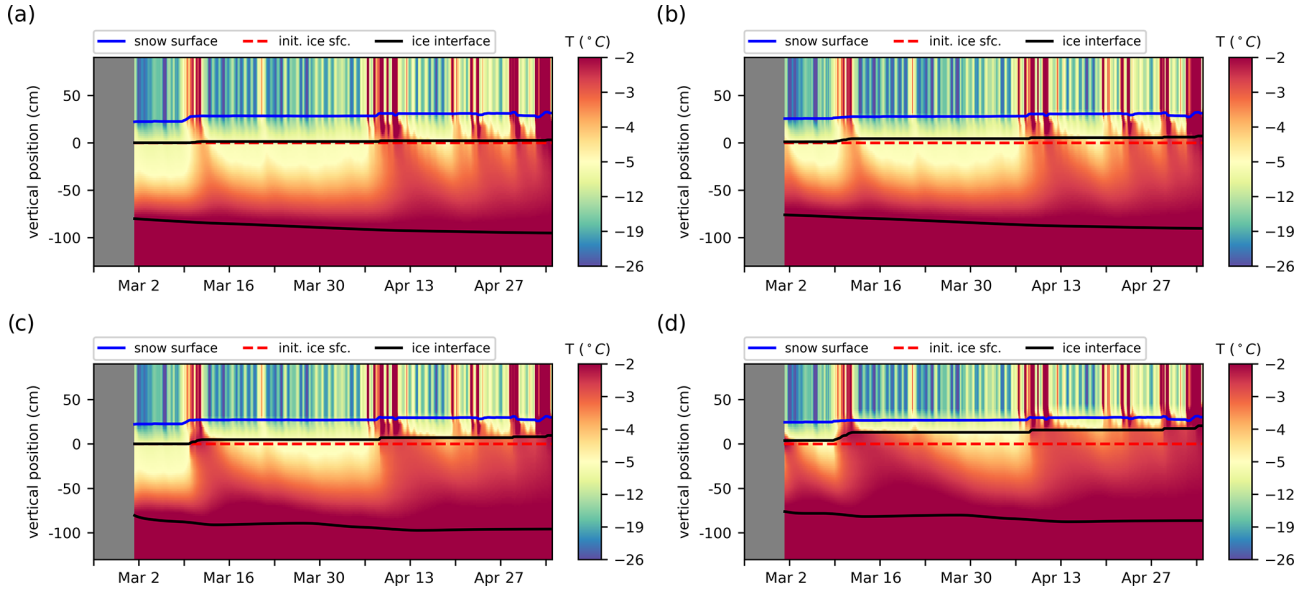 (a)
snow surface init. ice sfc. ice interface T (°C)
vertical position (cm)
50
0
-50
-100
Mar 2 Mar 16 Mar 30 Apr 13 Apr 27
−2
−3
−4
−5
−12
−19
−26
(b)
snow surface init. ice sfc. ice interface T (°C)
vertical position (cm)
50
0
-50
-100
Mar 2 Mar 16 Mar 30 Apr 13 Apr 27
−2
−3
−4
−5
−12
−19
−26
(c)
snow surface init. ice sfc. ice interface T (°C)
vertical position (cm)
50
0
-50
-100
Mar 2 Mar 16 Mar 30 Apr 13 Apr 27
−2
−3
−4
−5
−12
−19
−26
(d)
snow surface init. ice sfc. ice interface T (°C)
vertical position (cm)
50
0
-50
-100
Mar 2 Mar 16 Mar 30 Apr 13 Apr 27
−2
−3
−4
−5
−12
−19
−26